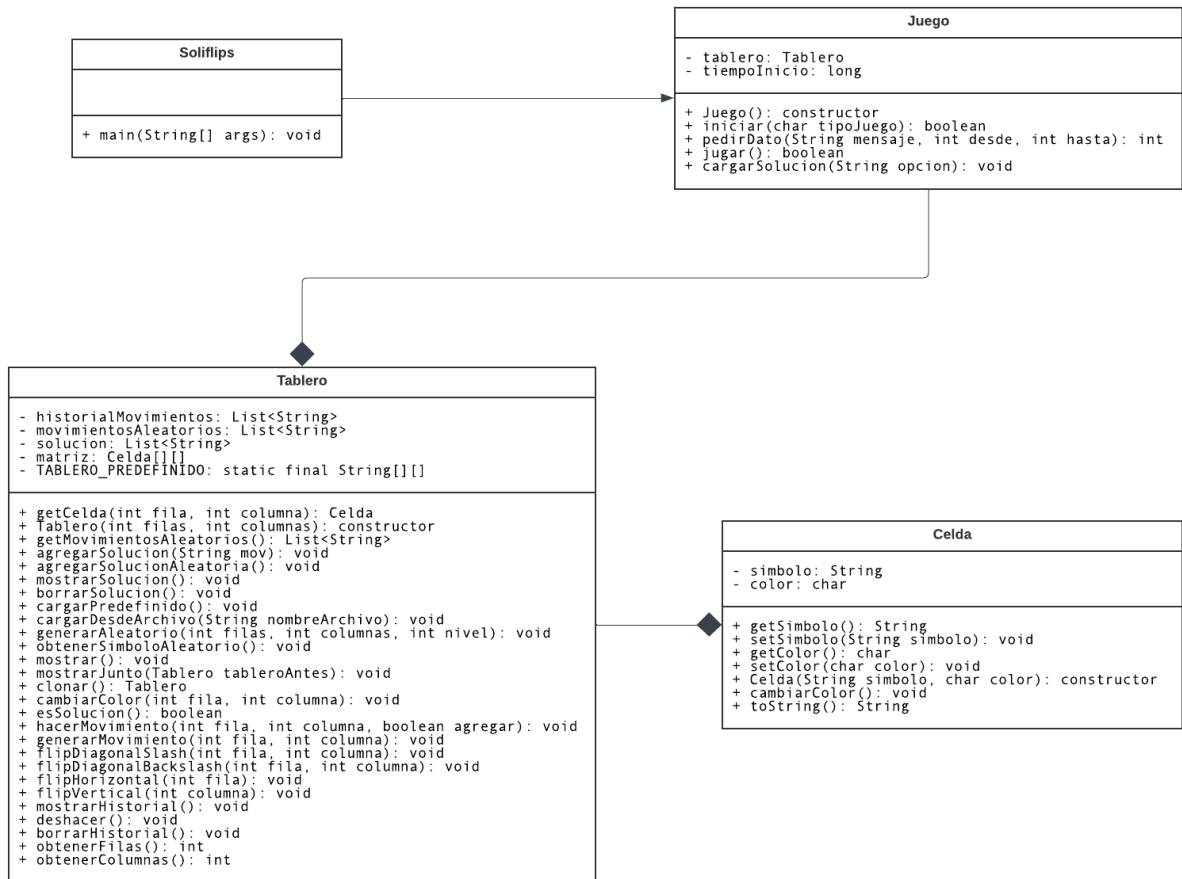 Soliflips
+ main(String[] args): void
Juego
- tablero: Tablero
- tiempoInicio: long
+ Juego(): constructor
+ iniciar(char tipoJuego): boolean
+ pedirDato(String mensaje, int desde, int hasta): int
+ jugar(): boolean
+ cargarSolucion(String opcion): void
Tablero
- historialMovimientos: List<String>
- movimientosAleatorios: List<String>
- solucion: List<String>
- matriz: Celda[][]
- TABLERO_PREDEFINIDO: static final String[][]
+ getCelda(int fila, int columna): Celda
+ Tablero(int filas, int columnas): constructor
+ getMovimientosAleatorios(): List<String>
+ agregarSolucion(String mov): void
+ agregarSolucionAleatoria(): void
+ mostrarSolucion(): void
+ borrarSolucion(): void
+ cargarPredefinido(): void
+ cargarDesdeArchivo(String nombreArchivo): void
+ generarAleatorio(int filas, int columnas, int nivel): void
+ obtenerSimboloAleatorio(): void
+ mostrar(): void
+ mostrarJunto(Tablero tableroAntes): void
+ clonar(): Tablero
+ cambiarColor(int fila, int columna): void
+ esSolucion(): boolean
+ hacerMovimiento(int fila, int columna, boolean agregar): void
+ generarMovimiento(int fila, int columna): void
+ flipDiagonalSlash(int fila, int columna): void
+ flipDiagonalBackslash(int fila, int columna): void
+ flipHorizontal(int fila): void
+ flipVertical(int columna): void
+ mostrarHistorial(): void
+ deshacer(): void
+ borrarHistorial(): void
+ obtenerFilas(): int
+ obtenerColumnas(): int
Celda
- simbolo: String
- color: char
+ getSimbolo(): String
+ setSimbolo(String simbolo): void
+ getColor(): char
+ setColor(char color): void
+ Celda(String simbolo, char color): constructor
+ cambiarColor(): void
+ toString(): String